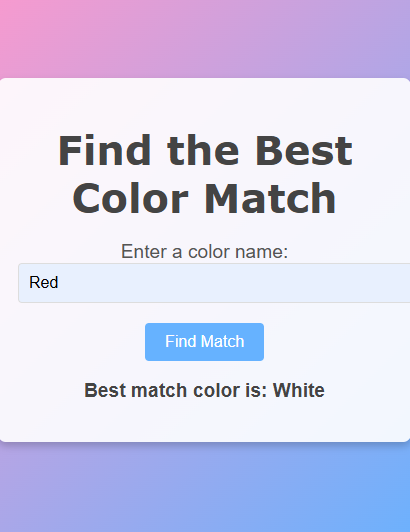 Find the Best
Color Match
Enter a color name:
Red
Find Match
Best match color is: White